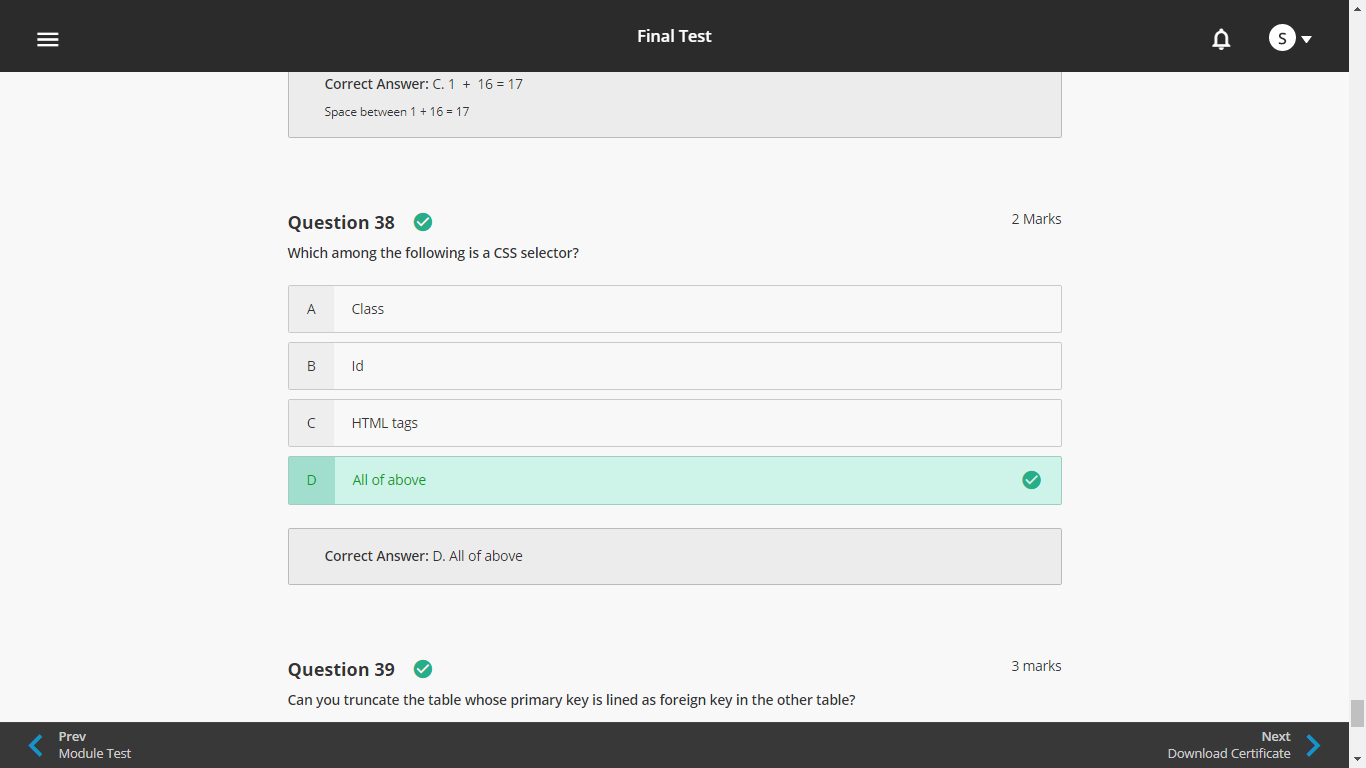 Final Test
S
Correct Answer: C. 1  +  16 = 17
Space between 1 + 16 = 17
Question 38
2 Marks
Which among the following is a CSS selector?
A Class
B Id
C HTML tags
D All of above
Correct Answer: D. All of above
Question 39
3 marks
Can you truncate the table whose primary key is lined as foreign key in the other table?
Prev
Module Test
Next
Download Certificate